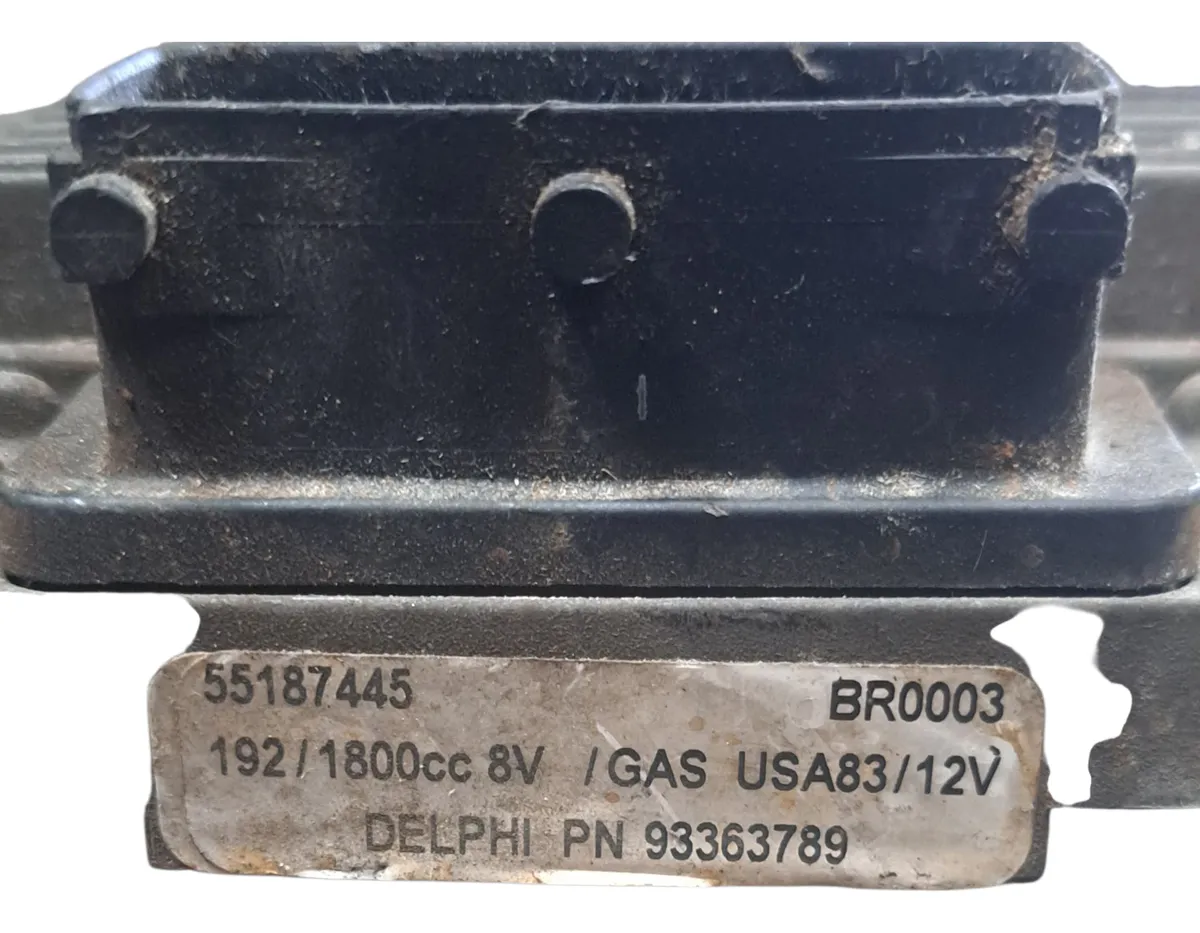 55187445 BR0003
192/1800cc 8V /GAS USA83/12V
DELPHI PN 93363789